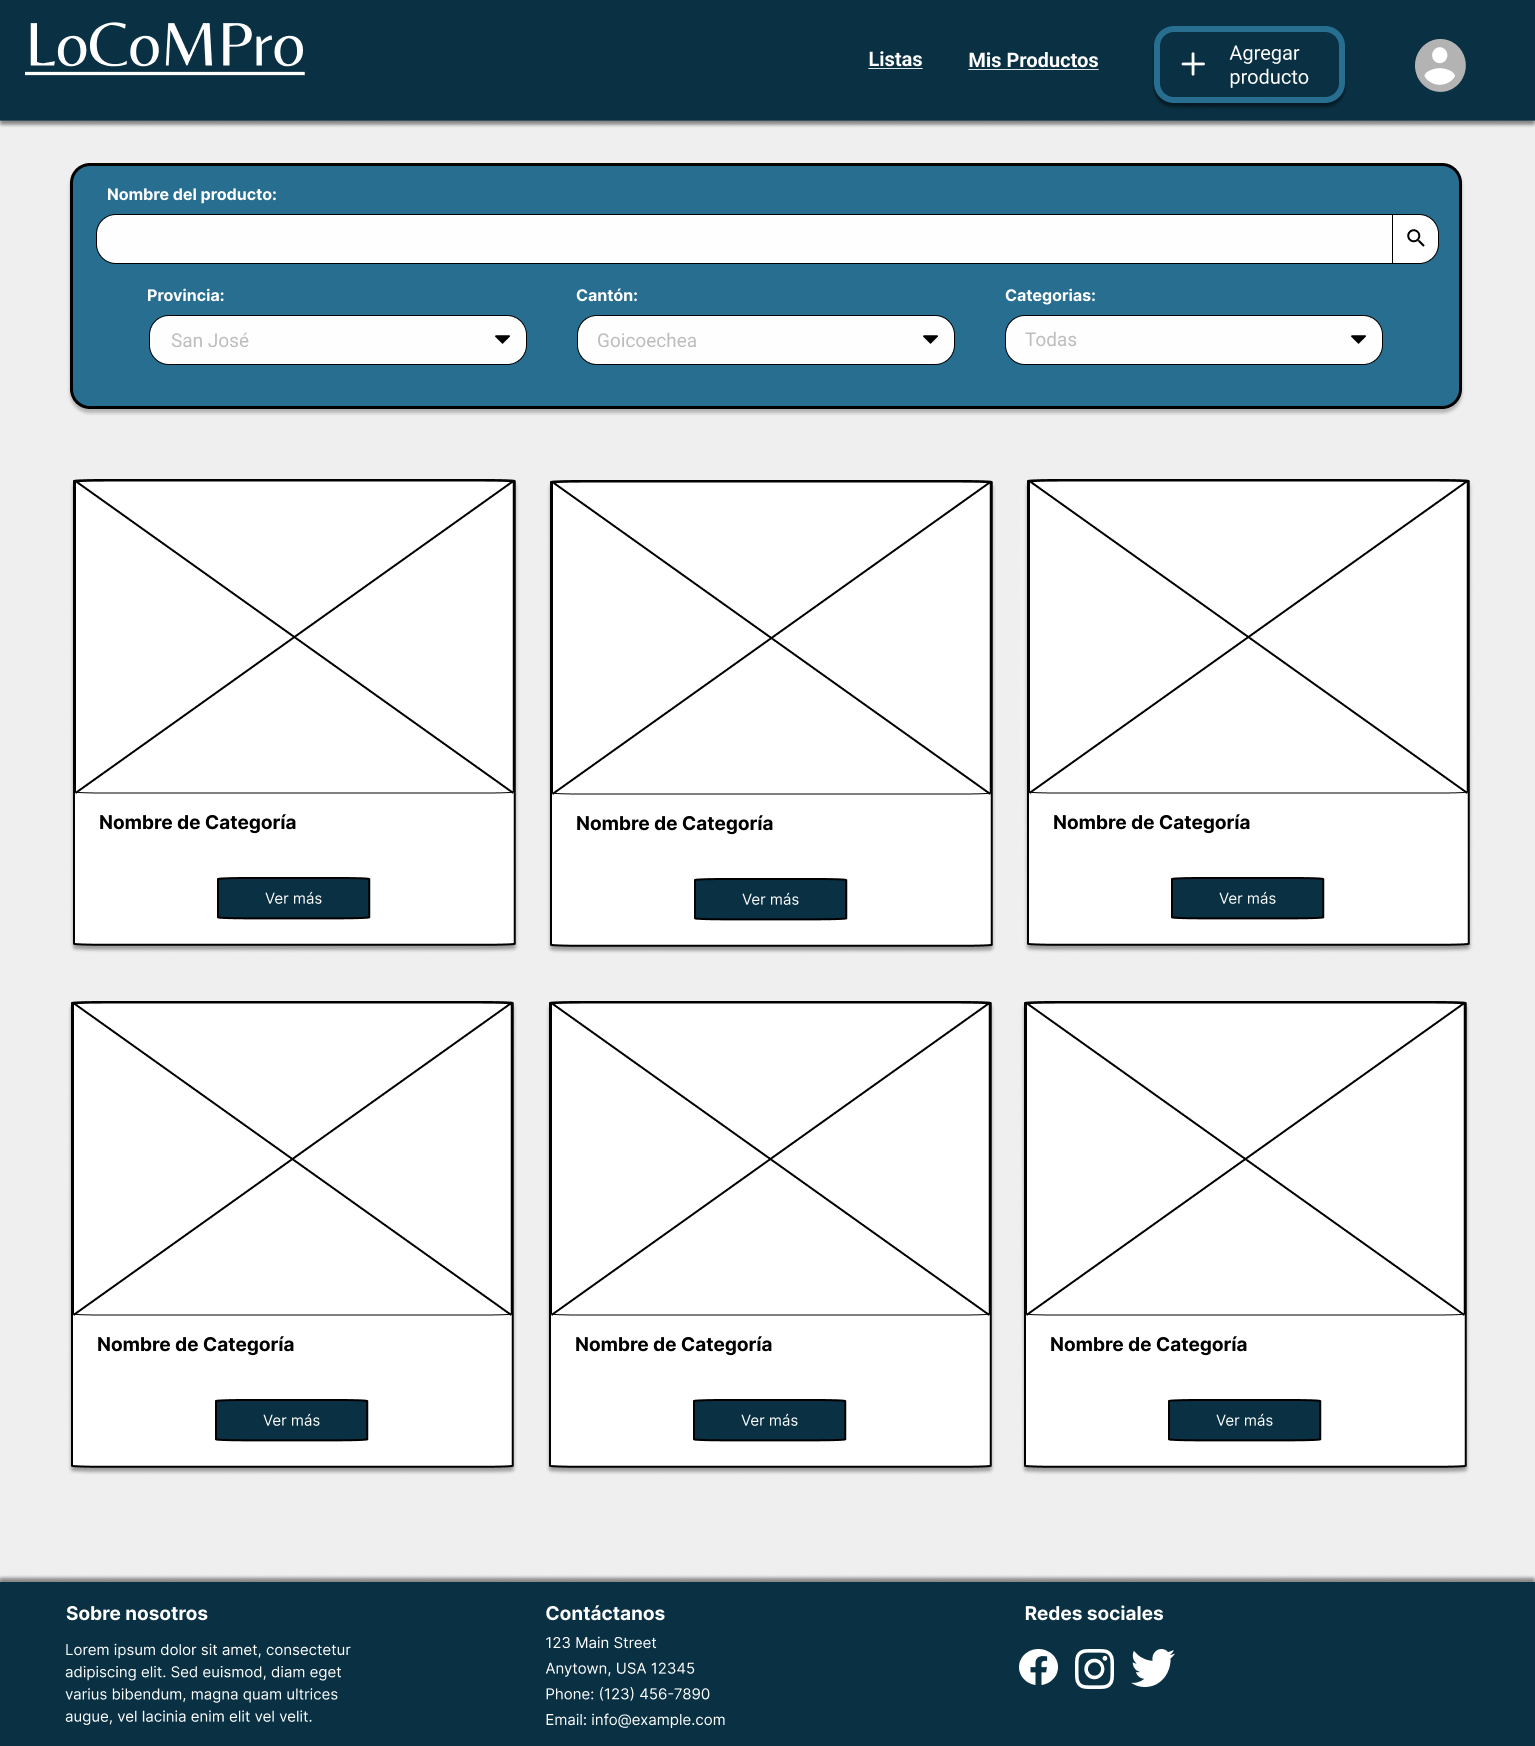 LoCoMPro
Listas
Mis Productos
Agregar
producto
Nombre del producto:
Provincia:
Cantón:
Categorias:
San José
Goicoechea
Todas
Nombre de Categoría
Nombre de Categoría
Nombre de Categoría
Ver más
Ver más
Ver más
Nombre de Categoría
Nombre de Categoría
Nombre de Categoría
Ver más
Ver más
Ver más
Sobre nosotros
Lorem ipsum dolor sit amet, consectetur
adipiscing elit. Sed euismod, diam eget
varius bibendum, magna quam ultrices
augue, vel lacinia enim elit vel velit.
Contáctanos
123 Main Street
Anytown, USA 12345
Phone: (123) 456-7890
Email: info@example.com
Redes sociales